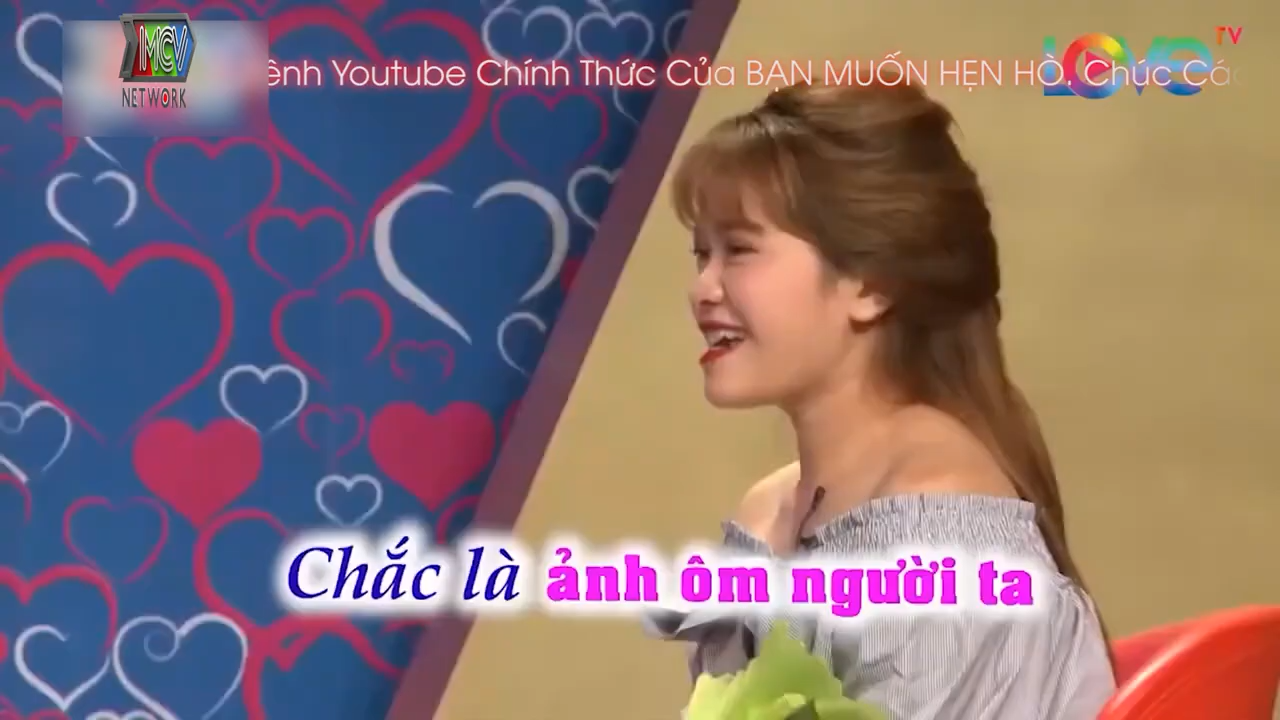 MCV
NETWORK
ênh Youtube Chính Thức Của BẠN MUỐN HẸN HÒ. Chúc Các
LOVE TV
Chắc là ảnh ôm người ta